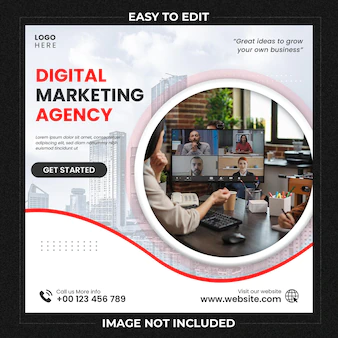 EASY TO EDIT
LOGO
HERE
"Great ideas to grow
your own business"
DIGITAL
MARKETING
AGENCY
GET STARTED
Call us now
+00 123 456 789
Visit our website
www.website.com
IMAGE NOT INCLUDED